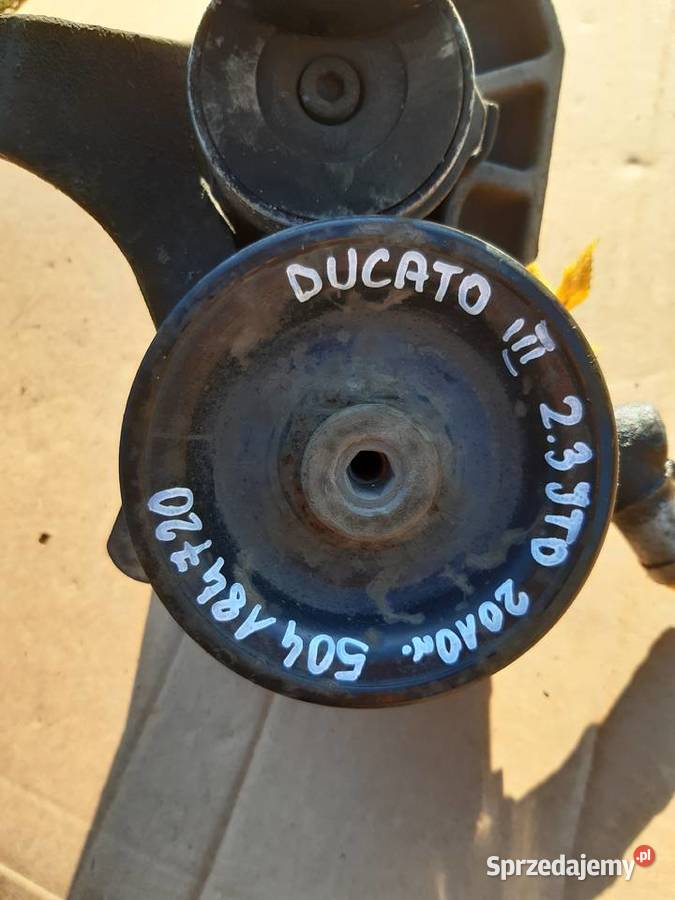 DUCATO III 2.3 JTD 2010r. 504184720
Sprzedajemy.pl